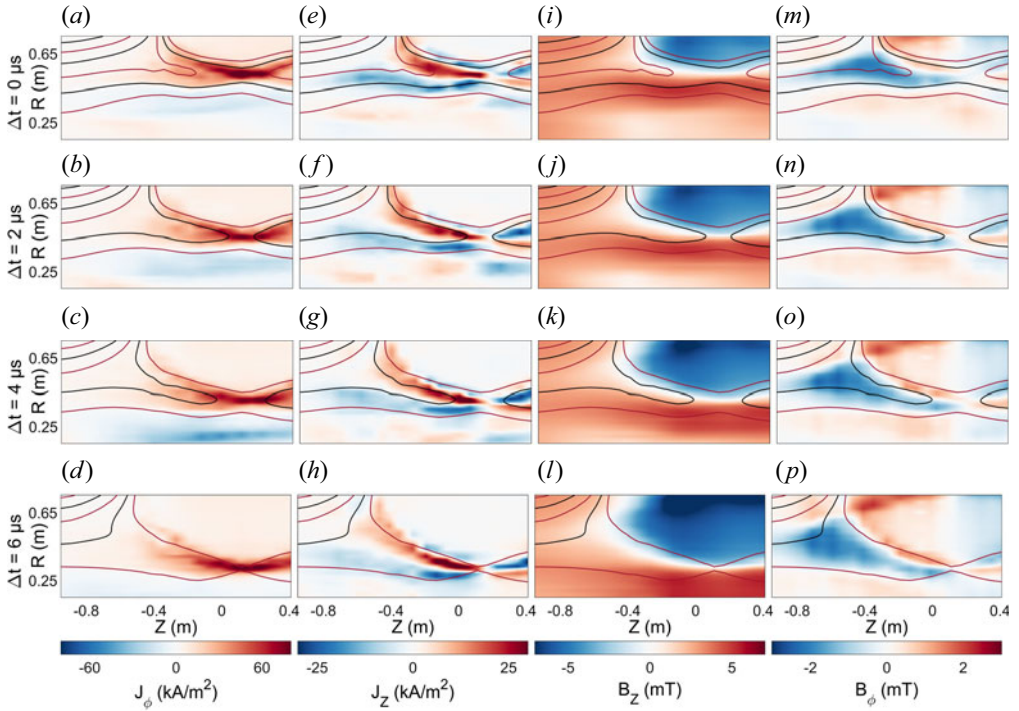 (a) (e) (i) (m)
Δt = 0 μs
R (m)
0.65
0.25
(b) (f) (j) (n)
Δt = 2 μs
R (m)
0.65
0.25
(c) (g) (k) (o)
Δt = 4 μs
R (m)
0.65
0.25
(d) (h) (l) (p)
Δt = 6 μs
R (m)
0.65
0.25
-0.8 -0.4 0 0.4 -0.8 -0.4 0 0.4 -0.8 -0.4 0 0.4 -0.8 -0.4 0 0.4
Z (m) Z (m) Z (m) Z (m)
-60 0 60 -25 0 25 -5 0 5 -2 0 2
J_ϕ (kA/m²) J_Z (kA/m²) B_Z (mT) B_ϕ (mT)